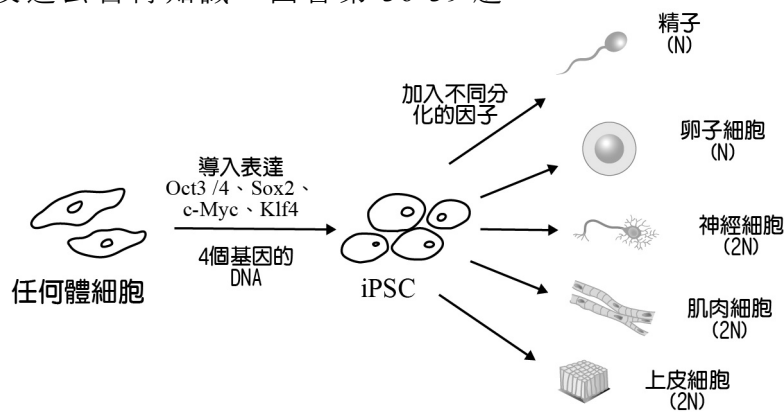 精子
(N)
加入不同分
化的因子
卵子細胞
(N)
導入表達
Oct3 /4、Sox2、
c-Myc、Klf4
4個基因的
DNA
任何體細胞
iPSC
神經細胞
(2N)
肌肉細胞
(2N)
上皮細胞
(2N)